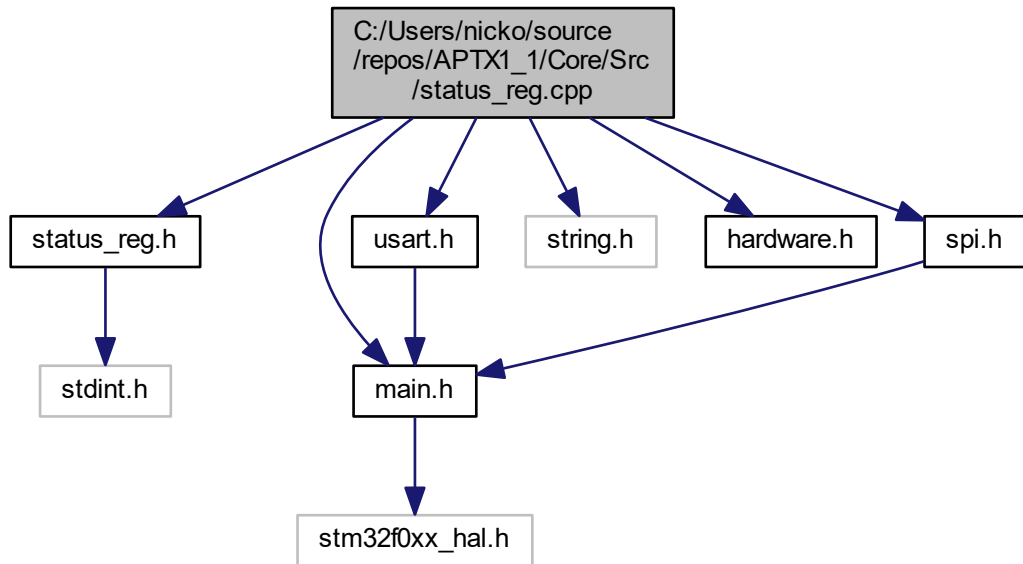 C:/Users/nicko/source
/repos/APTX1_1/Core/Src
/status_reg.cpp
status_reg.h
usart.h
string.h
hardware.h
spi.h
stdint.h
main.h
stm32f0xx_hal.h